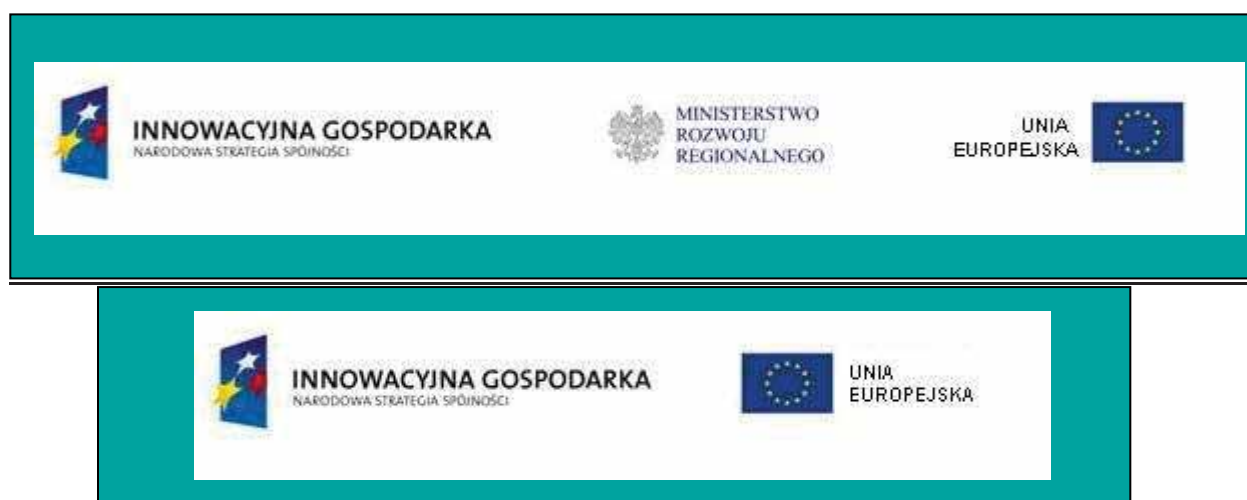 INNOWACYJNA GOSPODARKA
NARODOWA STRATEGIA SPÓJNOŚCI
MINISTERSTWO
ROZWOJU
REGIONALNEGO
UNIA
EUROPEJSKA
INNOWACYJNA GOSPODARKA
NARODOWA STRATEGIA SPÓJNOŚCI
UNIA
EUROPEJSKA